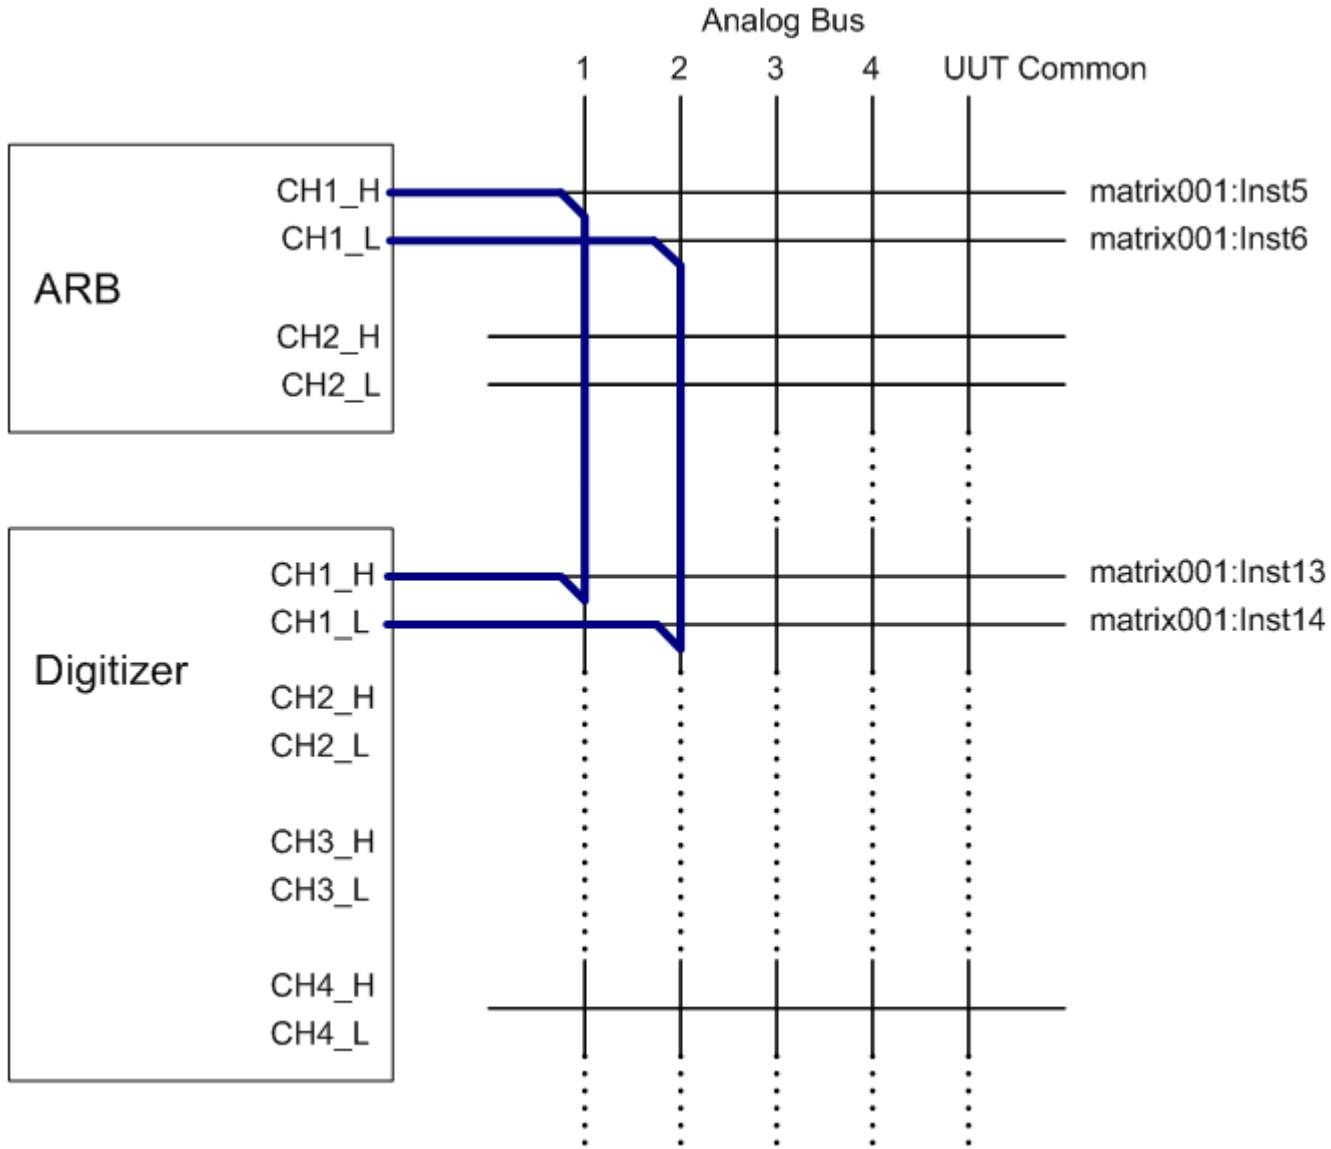 Analog Bus
1 2 3 4 UUT Common
CH1_H matrix001:Inst5
CH1_L matrix001:Inst6
ARB
CH2_H
CH2_L
CH1_H matrix001:Inst13
CH1_L matrix001:Inst14
Digitizer
CH2_H
CH2_L
CH3_H
CH3_L
CH4_H
CH4_L